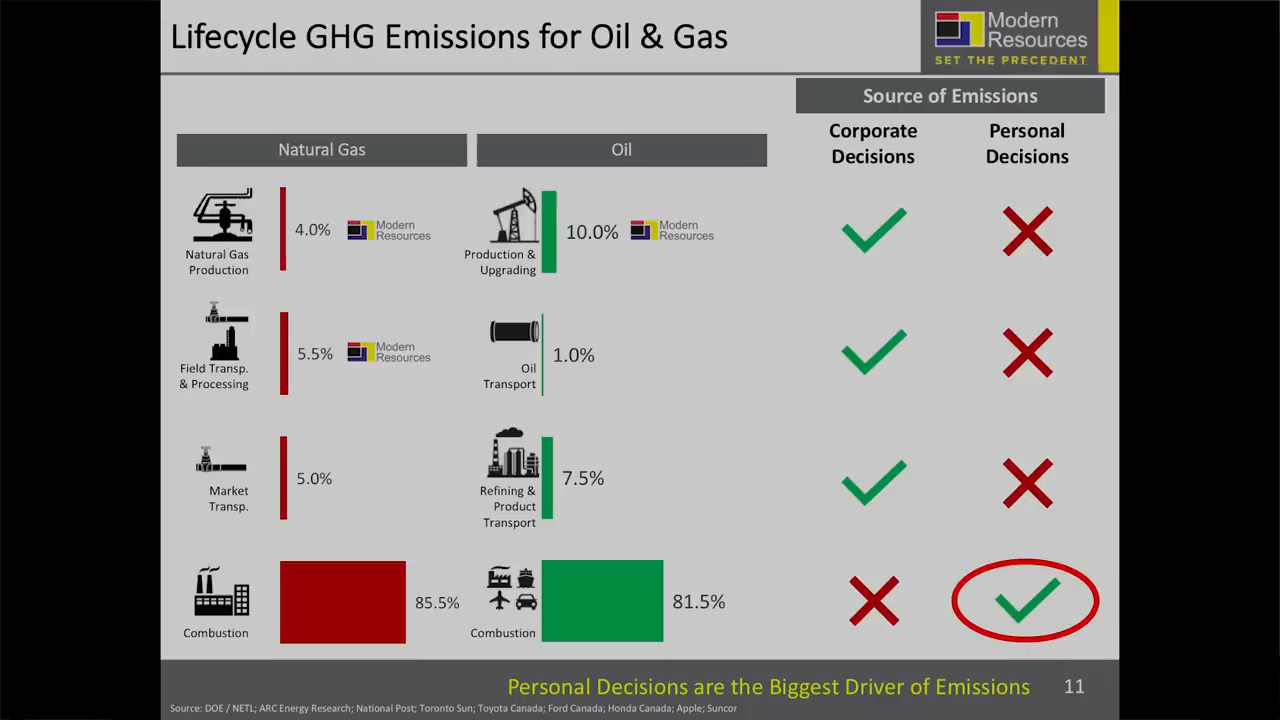 Lifecycle GHG Emissions for Oil & Gas
Modern
Resources
SET THE PRECEDENT
Source of Emissions
Corporate
Decisions
Personal
Decisions
Natural Gas
Oil
Natural Gas
Production
4.0%
Modern
Resources
Production &
Upgrading
10.0%
Modern
Resources
Field Transp.
& Processing
5.5%
Modern
Resources
Oil
Transport
1.0%
Market
Transp.
5.0%
Refining &
Product
Transport
7.5%
Combustion
85.5%
Combustion
81.5%
Personal Decisions are the Biggest Driver of Emissions
11
Source: DOE / NETL; ARC Energy Research; National Post; Toronto Sun; Toyota Canada; Ford Canada; Honda Canada; Apple; Suncor